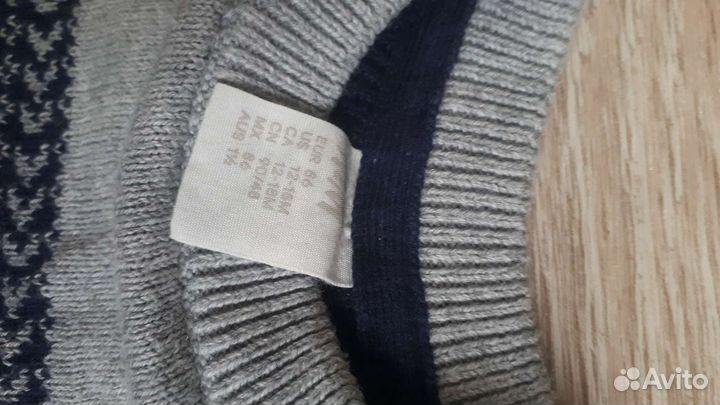 EUR 86
US 12-18M
CA 12-18M
CN 90/48
MX 86
AUS 1½
Avito